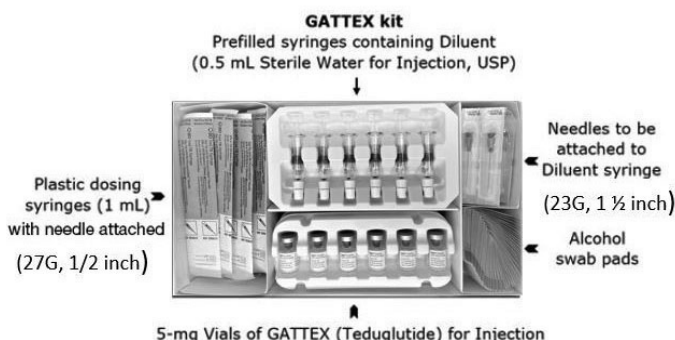 GATTEX kit
Prefilled syringes containing Diluent
(0.5 mL Sterile Water for Injection, USP)
Plastic dosing
syringes (1 mL)
with needle attached
(27G, 1/2 inch)
Needles to be
attached to
Diluent syringe
(23G, 1 ½ inch)
Alcohol
swab pads
5-mg Vials of GATTEX (Teduglutide) for Injection